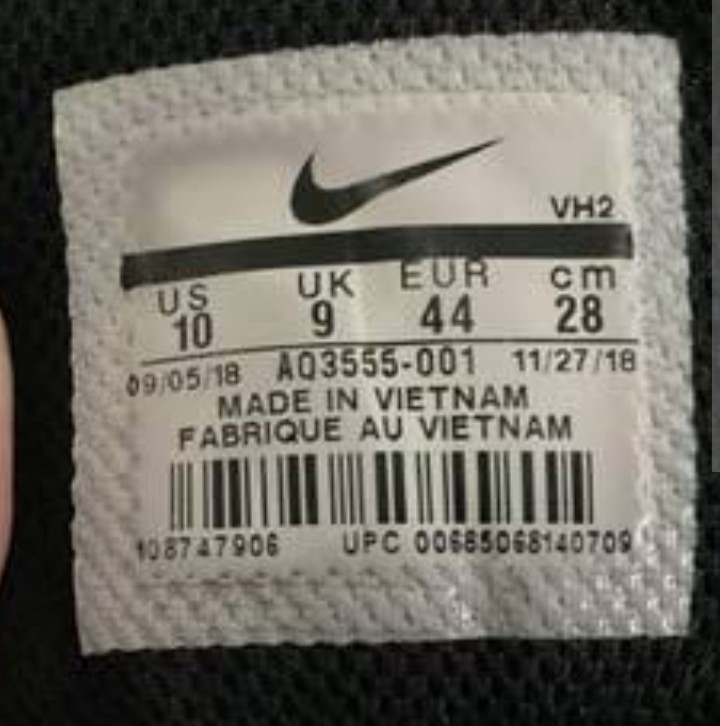 VH2
US UK EUR cm
10 9 44 28
09/05/18 AQ3555-001 11/27/18
MADE IN VIETNAM
FABRIQUE AU VIETNAM
108747906 UPC 00685068140709